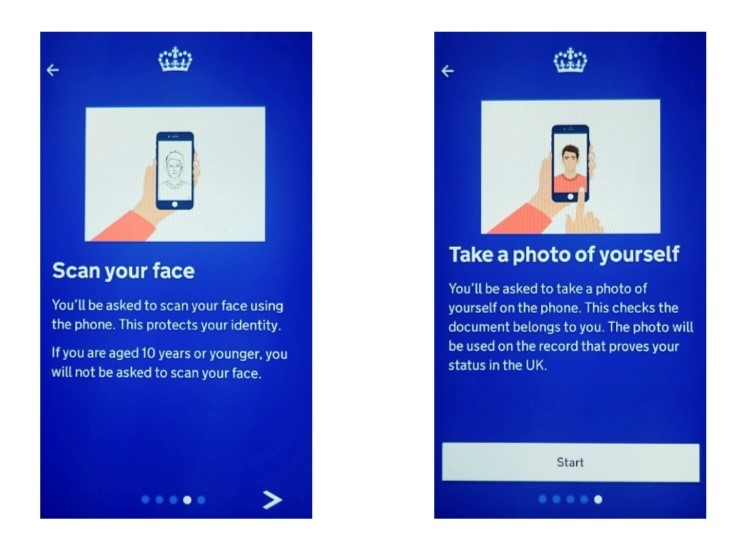 Scan your face
You'll be asked to scan your face using
the phone. This protects your identity.
If you are aged 10 years or younger, you
will not be asked to scan your face.
Take a photo of yourself
You'll be asked to take a photo of
yourself on the phone. This checks the
document belongs to you. The photo will
be used on the record that proves your
status in the UK.
Start